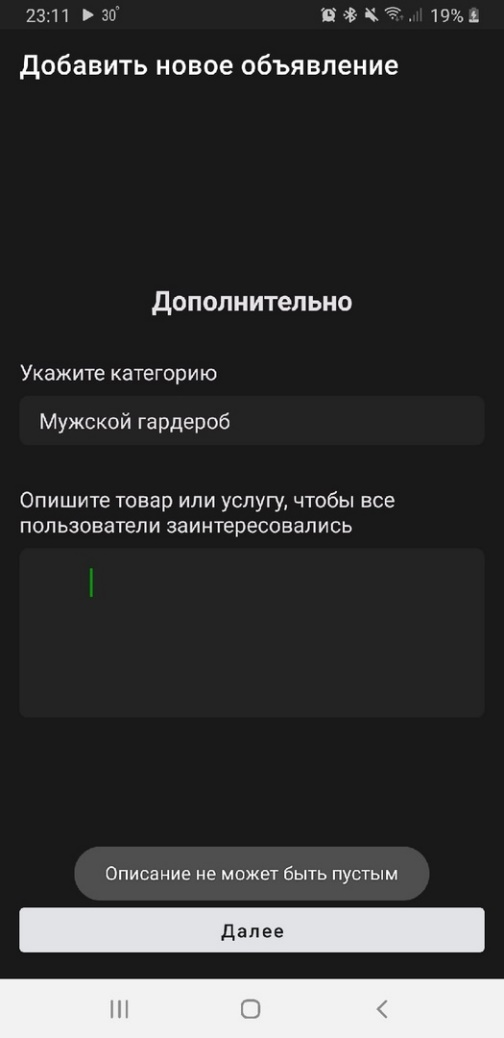 23:11 30° 19%
Добавить новое объявление
Дополнительно
Укажите категорию
Мужской гардероб
Опишите товар или услугу, чтобы все
пользователи заинтересовались
Описание не может быть пустым
Далее